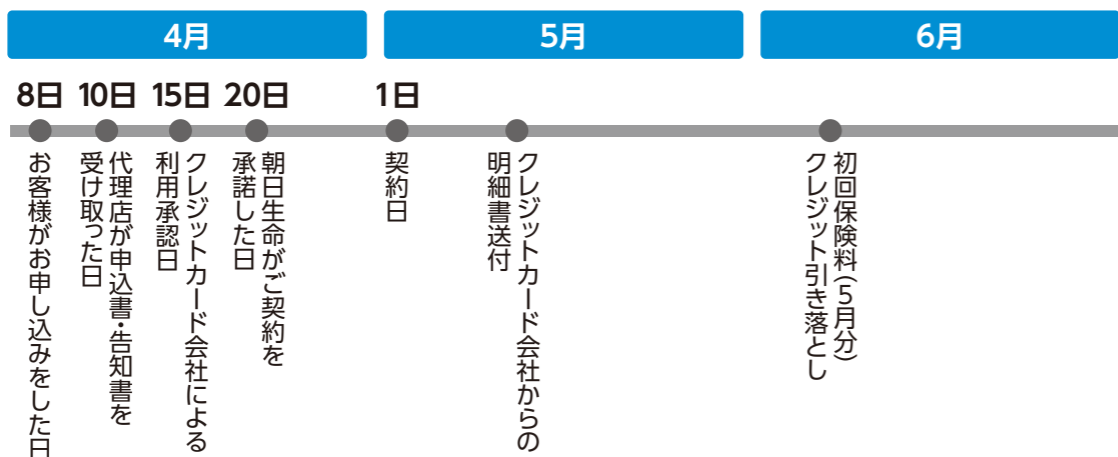 4月
5月
6月
8日
10日
15日
20日
1日
お客様がお申し込みをした日
代理店が申込書・告知書を
受け取った日
クレジットカード会社による
利用承認日
朝日生命がご契約を
承諾した日
契約日
クレジットカード会社からの
明細書送付
初回保険料(5月分)
クレジット引き落とし